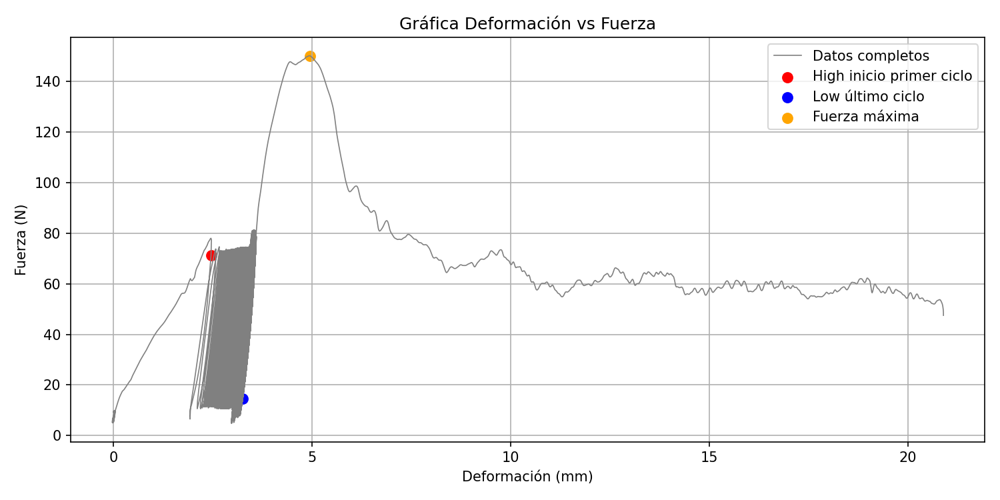 Gráfica Deformación vs Fuerza
Datos completos
High inicio primer ciclo
Low último ciclo
Fuerza máxima
Fuerza (N)
140
120
100
80
60
40
20
0
0 5 10 15 20
Deformación (mm)